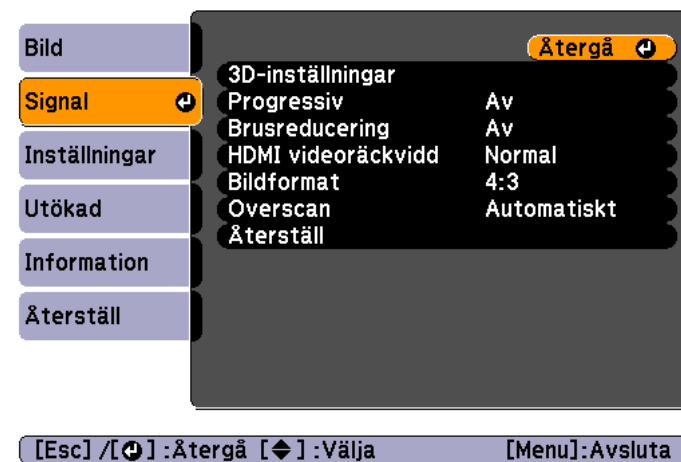 Bild
Signal
Inställningar
Utökad
Information
Återställ
Återgå
3D-inställningar
Progressiv Av
Brusreducering Av
HDMI videoräckvidd Normal
Bildformat 4:3
Overscan Automatiskt
Återställ
[Esc] /[⏎] :Återgå [◆] :Välja [Menu]:Avsluta